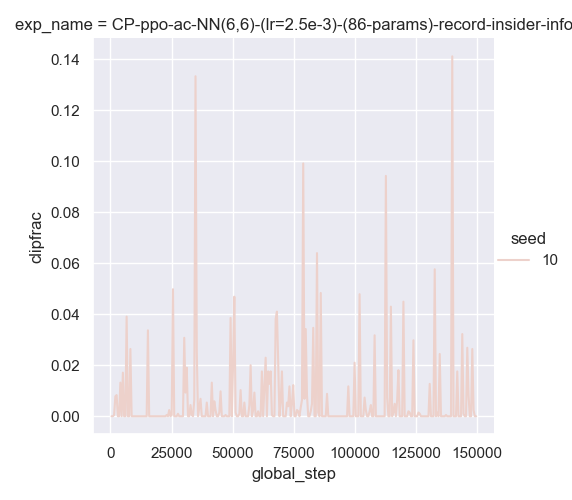 exp_name = CP-ppo-ac-NN(6,6)-(lr=2.5e-3)-(86-params)-record-insider-info
0.14
0.12
0.10
0.08
0.06
0.04
0.02
0.00
clipfrac
0 25000 50000 75000 100000 125000 150000
global_step
seed
10